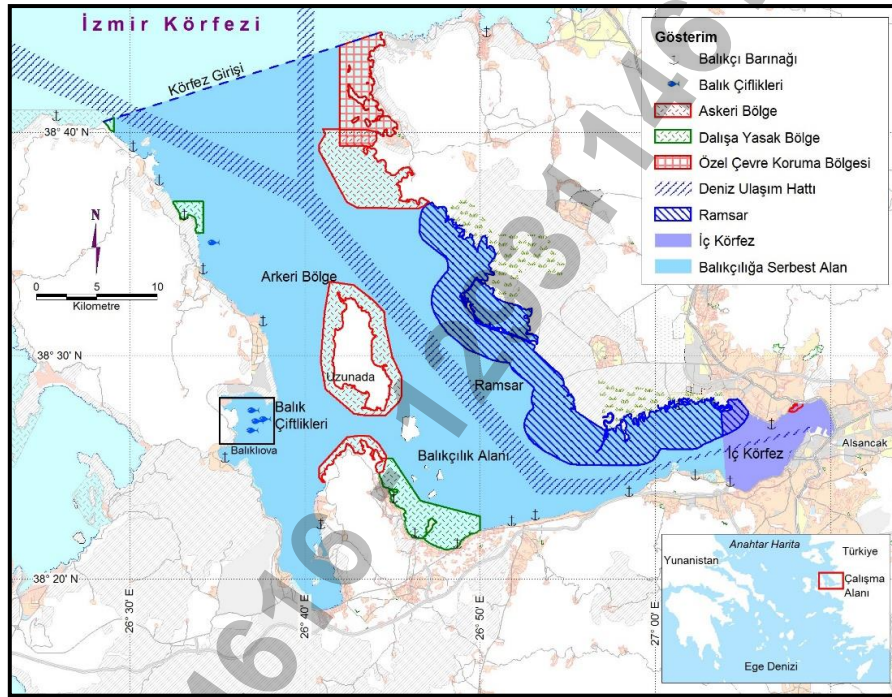 İzmir Körfezi
Körfez Girişi
38° 40' N
N
0 5 10
Kilometre
Arkeri Bölge
38° 30' N
Uzunada
Ramsar
Balık
Çiftlikleri
Balıklıova
Balıkçılık Alanı
İç Körfez
Alsancak
38° 20' N
26° 30' E
26° 40' E
26° 50' E
27° 00' E
Gösterim
Balıkçı Barınağı
Balık Çiflikleri
Askeri Bölge
Dalışa Yasak Bölge
Özel Çevre Koruma Bölgesi
Deniz Ulaşım Hattı
Ramsar
İç Körfez
Balıkçılığa Serbest Alan
Anahtar Harita
Yunanistan
Türkiye
Çalışma
Alanı
Ege Denizi